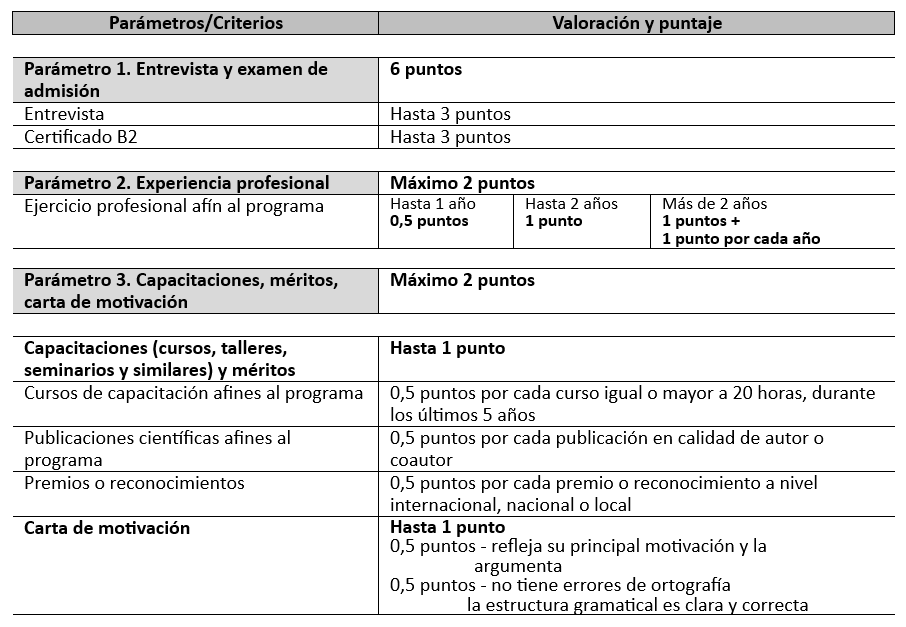 Parámetros/Criterios Valoración y puntaje
Parámetro 1. Entrevista y examen de 6 puntos
admisión
Entrevista Hasta 3 puntos
Certificado B2 Hasta 3 puntos
Parámetro 2. Experiencia profesional Máximo 2 puntos
Ejercicio profesional afín al programa Hasta 1 año Hasta 2 años Más de 2 años
0,5 puntos 1 punto 1 puntos +
1 punto por cada año
Parámetro 3. Capacitaciones, méritos, Máximo 2 puntos
carta de motivación
Capacitaciones (cursos, talleres, Hasta 1 punto
seminarios y similares) y méritos
Cursos de capacitación afines al programa 0,5 puntos por cada curso igual o mayor a 20 horas, durante
los últimos 5 años
Publicaciones científicas afines al 0,5 puntos por cada publicación en calidad de autor o
programa coautor
Premios o reconocimientos 0,5 puntos por cada premio o reconocimiento a nivel
internacional, nacional o local
Carta de motivación Hasta 1 punto
0,5 puntos - refleja su principal motivación y la
argumenta
0,5 puntos - no tiene errores de ortografía
la estructura gramatical es clara y correcta